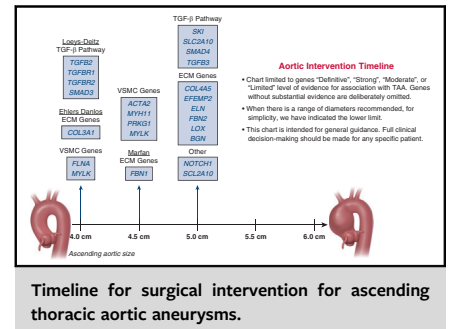 Loeys-Deitz
TGF-β Pathway
TGFB2
TGFBR1
TGFBR2
SMAD3
Ehlers Danlos
ECM Genes
COL3A1
VSMC Genes
FLNA
MYLK
VSMC Genes
ACTA2
MYH11
PRKG1
MYLK
Marfan
ECM Genes
FBN1
TGF-β Pathway
SKI
SLC2A10
SMAD4
TGFB3
ECM Genes
COL4A5
EFEMP2
ELN
FBN2
LOX
BGN
Other
NOTCH1
SCL2A10
Aortic Intervention Timeline
• Chart limited to genes “Definitive”, “Strong”, “Moderate”, or
“Limited” level of evidence for association with TAA. Genes
without substantial evidence are deliberately omitted.
• When there is a range of diameters recommended, for
simplicity, we have indicated the lower limit.
• This chart is intended for general guidance. Full clinical
decision-making should be made for any specific patient.
4.0 cm 4.5 cm 5.0 cm 5.5 cm 6.0 cm
Ascending aortic size
Timeline for surgical intervention for ascending
thoracic aortic aneurysms.